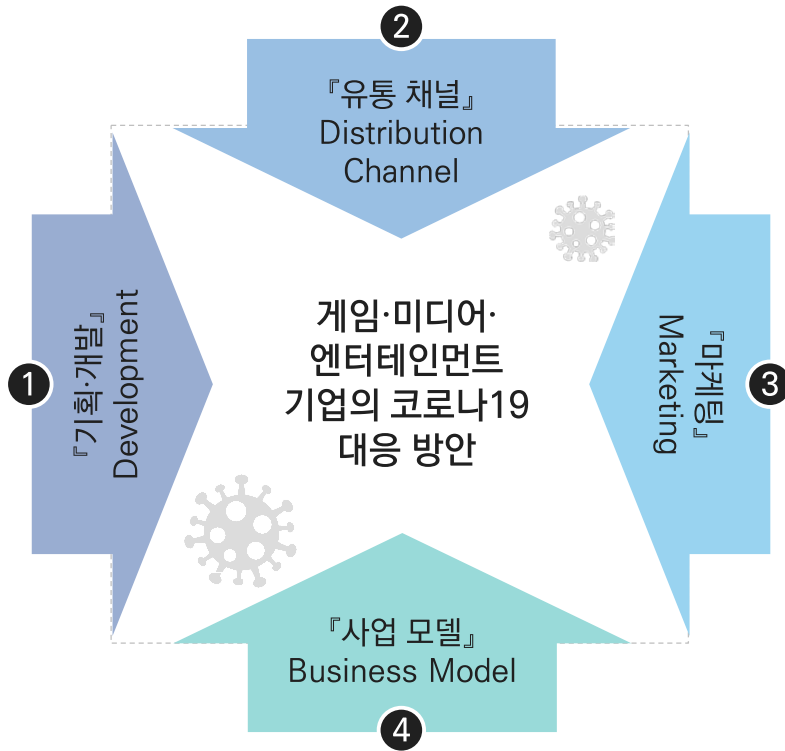 2
『유통 채널』
Distribution
Channel
1
『기획·개발』
Development
게임·미디어·
엔터테인먼트
기업의 코로나19
대응 방안
3
『마케팅』
Marketing
『사업 모델』
Business Model
4